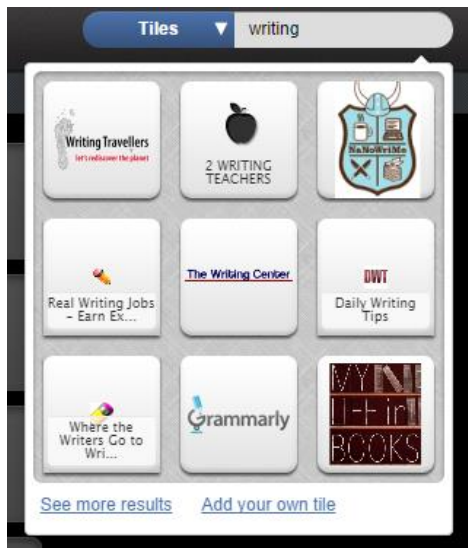 Tiles ▼ writing
Writing Travellers
let's rediscover the planet
2 WRITING
TEACHERS
NaNoWriMo
Real Writing Jobs
– Earn Ex...
The Writing Center
DWT
Daily Writing
Tips
Where the
Writers Go to
Wri...
Grammarly
BOOKS
See more results
Add your own tile